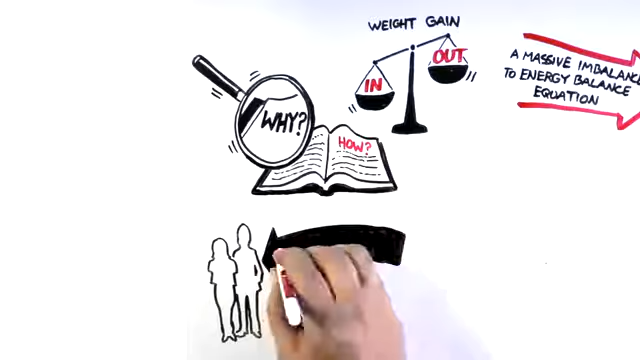 WEIGHT GAIN
OUT
IN
WHY?
HOW?
A MASSIVE IMBALANCE
TO ENERGY BALANCE
EQUATION